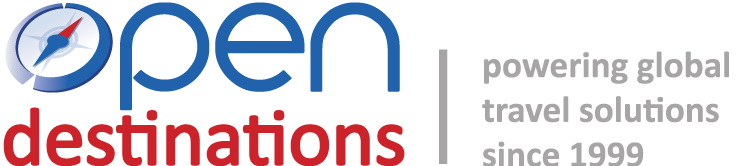 open
destinations
powering global
travel solutions
since 1999